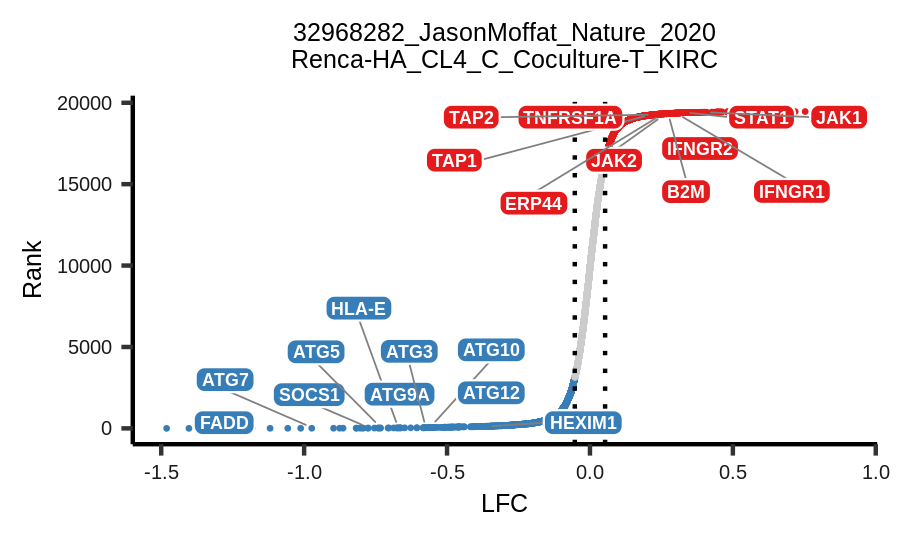 32968282_JasonMoffat_Nature_2020
Renca-HA_CL4_C_Coculture-T_KIRC
20000
TAP2
TNFRSF1A
STAT1
JAK1
TAP1
JAK2
IFNGR2
15000
ERP44
B2M
IFNGR1
Rank
10000
HLA-E
5000
ATG5
ATG3
ATG10
ATG7
SOCS1
ATG9A
ATG12
0
FADD
HEXIM1
-1.5
-1.0
-0.5
0.0
0.5
1.0
LFC